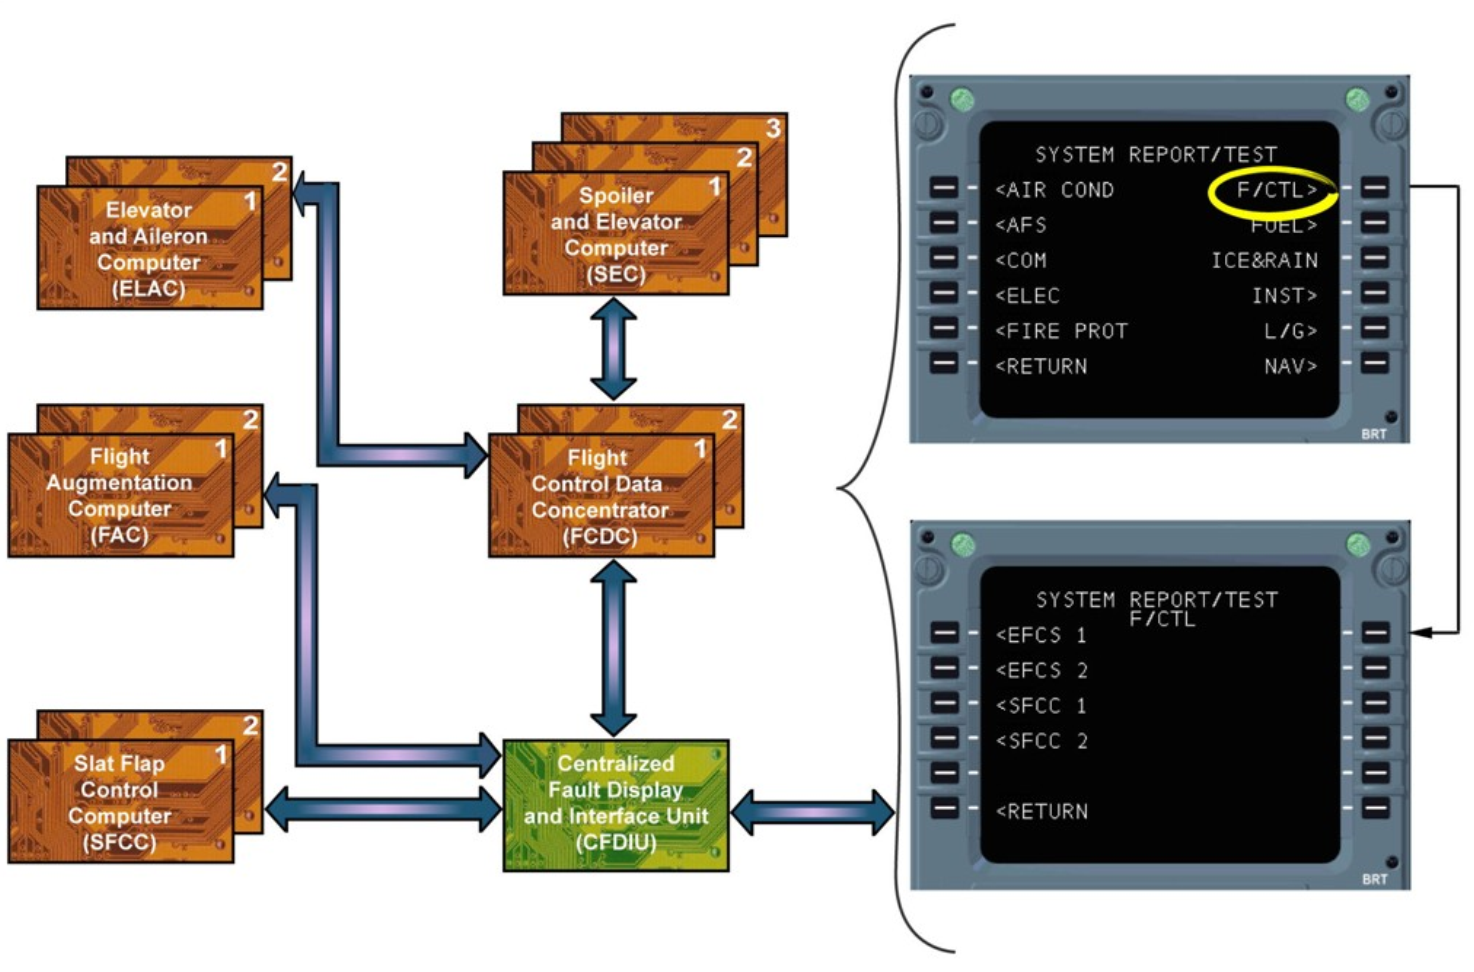 2
1
Elevator
and Aileron
Computer
(ELAC)
3
2
1
Spoiler
and Elevator
Computer
(SEC)
2
1
Flight
Augmentation
Computer
(FAC)
2
1
Flight
Control Data
Concentrator
(FCDC)
2
1
Slat Flap
Control
Computer
(SFCC)
Centralized
Fault Display
and Interface Unit
(CFDIU)
SYSTEM REPORT/TEST
<AIR COND F/CTL>
<AFS FUEL>
<COM ICE&RAIN
<ELEC INST>
<FIRE PROT L/G>
<RETURN NAV>
BRT
SYSTEM REPORT/TEST
F/CTL
<EFCS 1
<EFCS 2
<SFCC 1
<SFCC 2
<RETURN
BRT